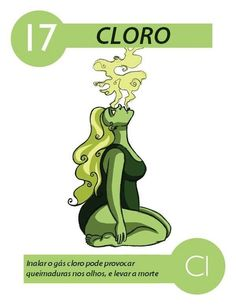 17 CLORO
Inalar o gás cloro pode provocar
queimaduras nos olhos, e levar a morte
Cl